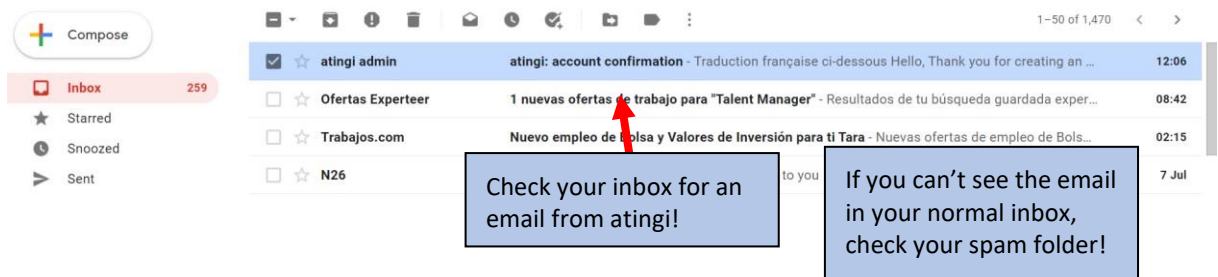 1–50 of 1,470
Compose
atingi admin atingi: account confirmation - Traduction française ci-dessous Hello, Thank you for creating an ... 12:06
Inbox 259
Ofertas Experteer 1 nuevas ofertas de trabajo para "Talent Manager" - Resultados de tu búsqueda guardada exper... 08:42
Starred
Trabajos.com Nuevo empleo de Bolsa y Valores de Inversión para ti Tara - Nuevas ofertas de empleo de Bols... 02:15
Snoozed
N26 to you 7 Jul
Sent
Check your inbox for an
email from atingi!
If you can’t see the email
in your normal inbox,
check your spam folder!